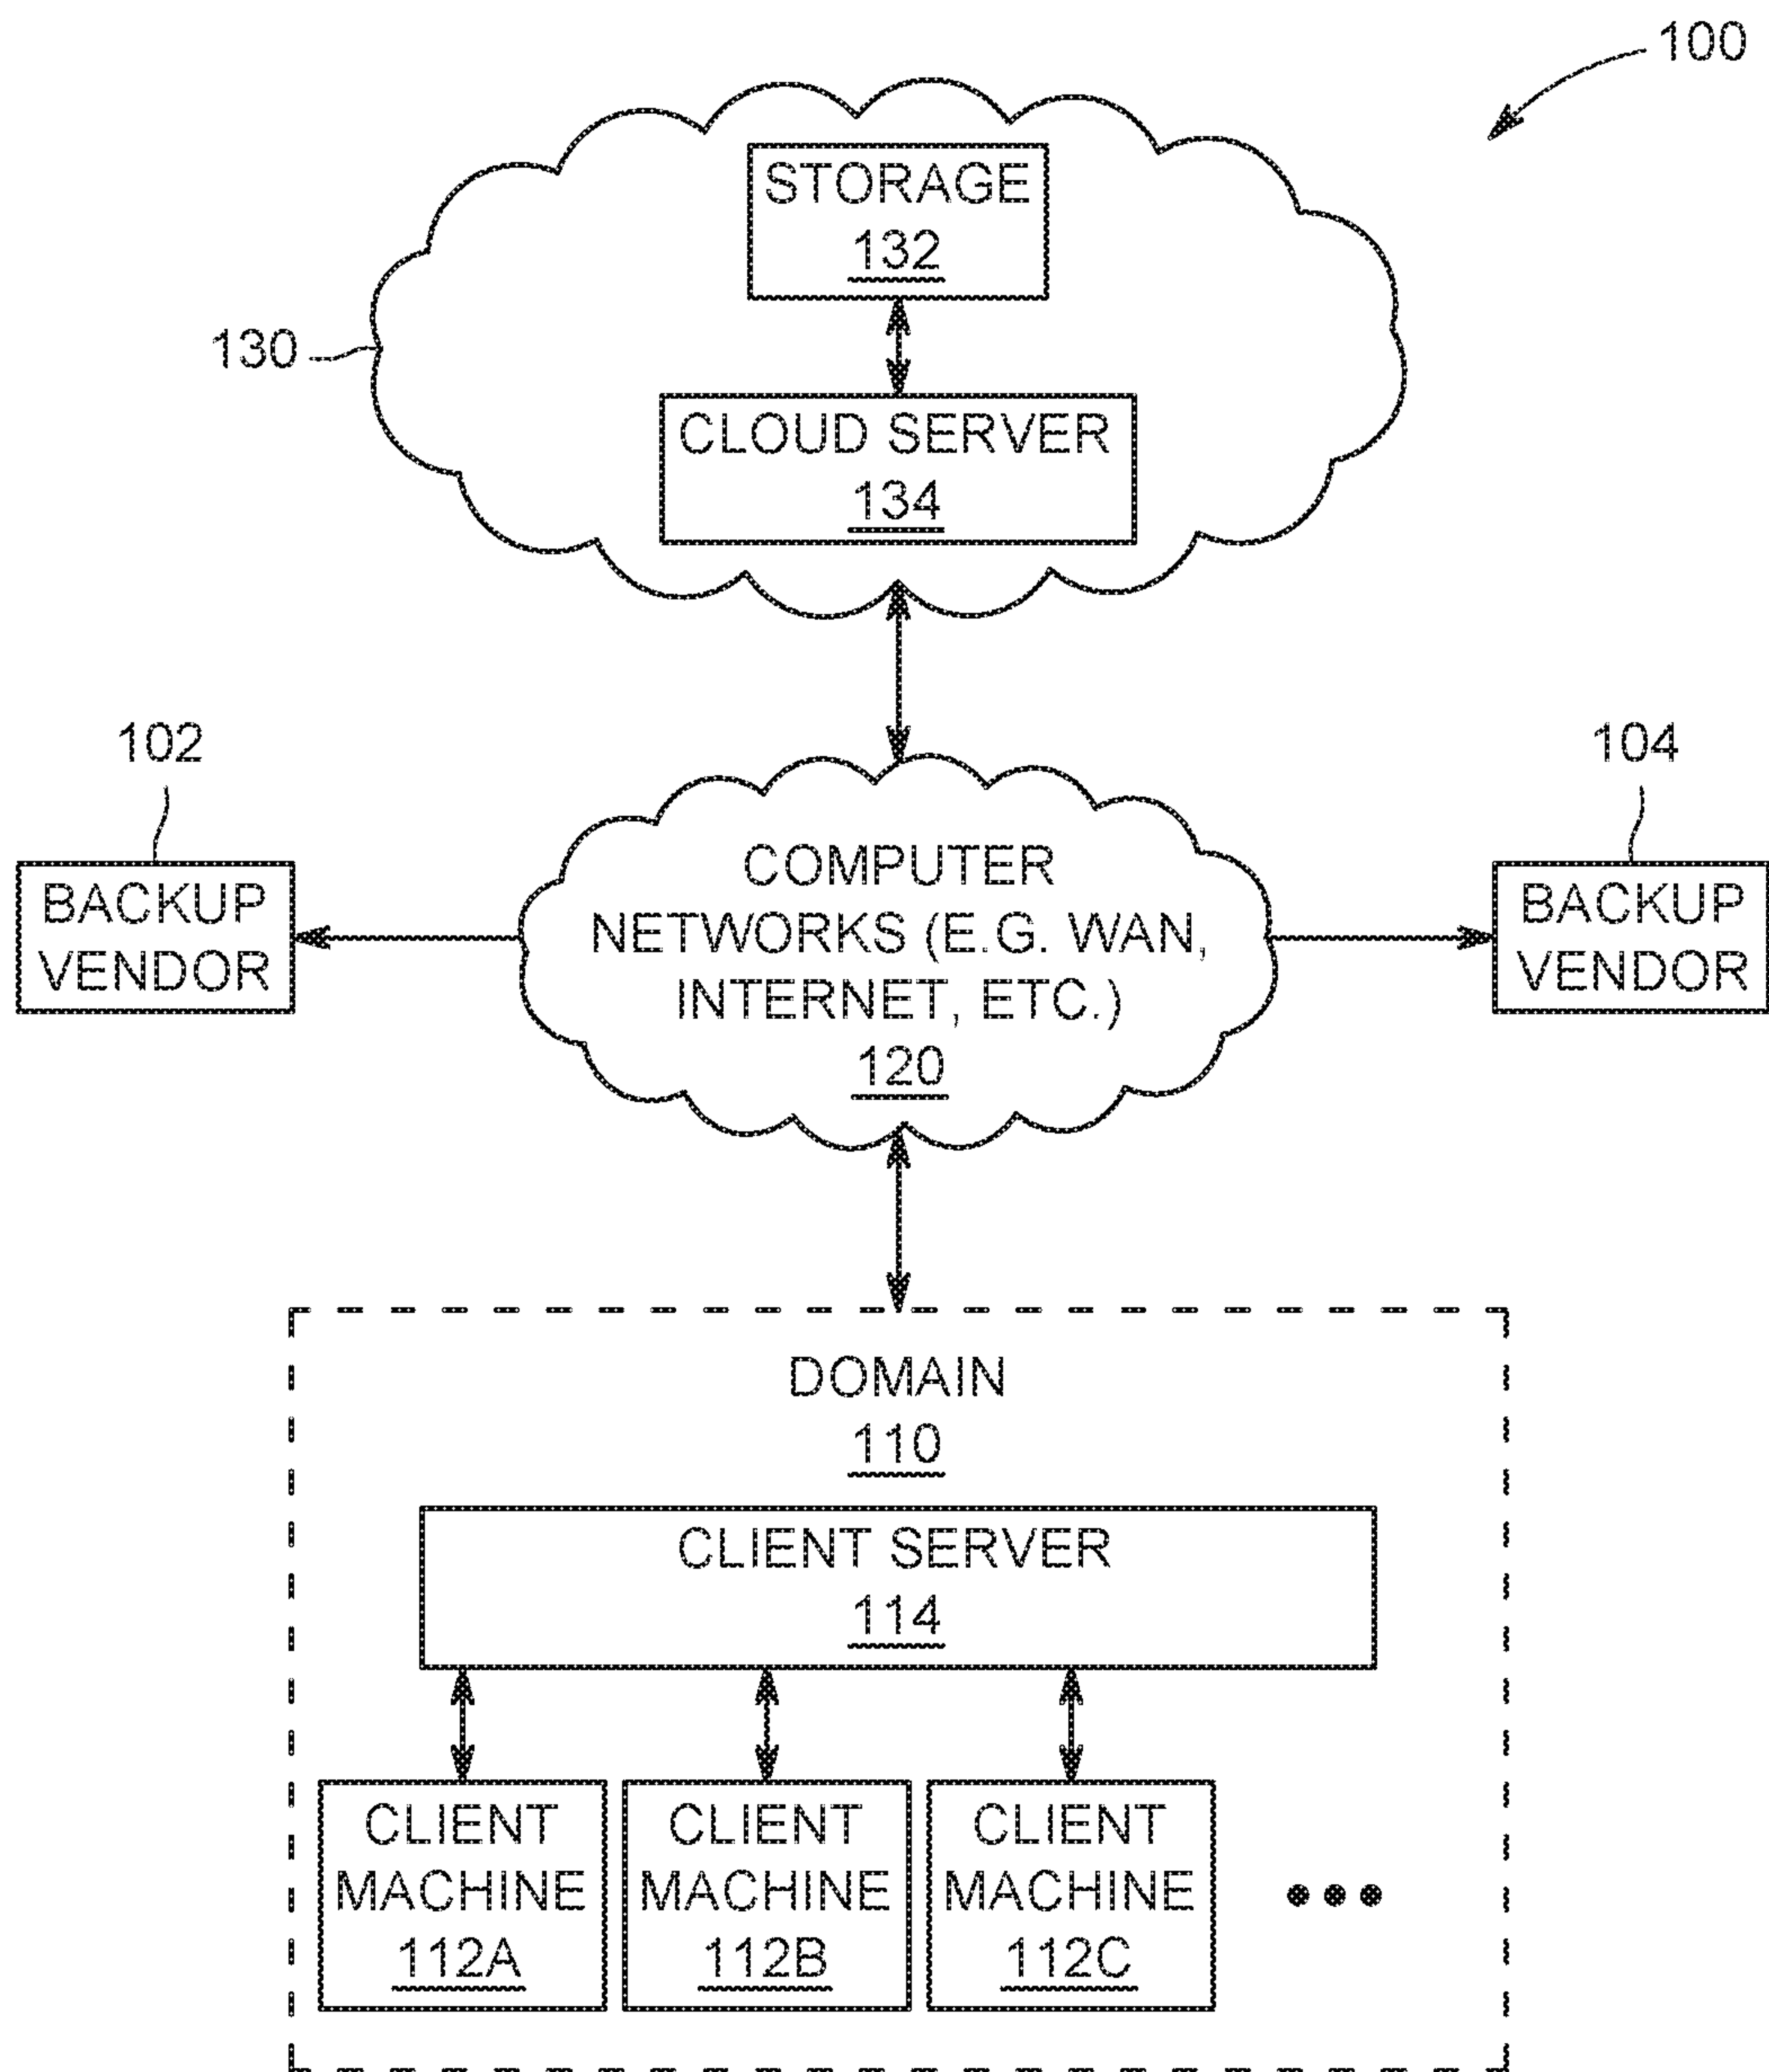 100
STORAGE
132
130
CLOUD SERVER
134
102
104
BACKUP
VENDOR
COMPUTER
NETWORKS (E.G. WAN,
INTERNET, ETC.)
120
BACKUP
VENDOR
DOMAIN
110
CLIENT SERVER
114
CLIENT
MACHINE
112A
CLIENT
MACHINE
112B
CLIENT
MACHINE
112C